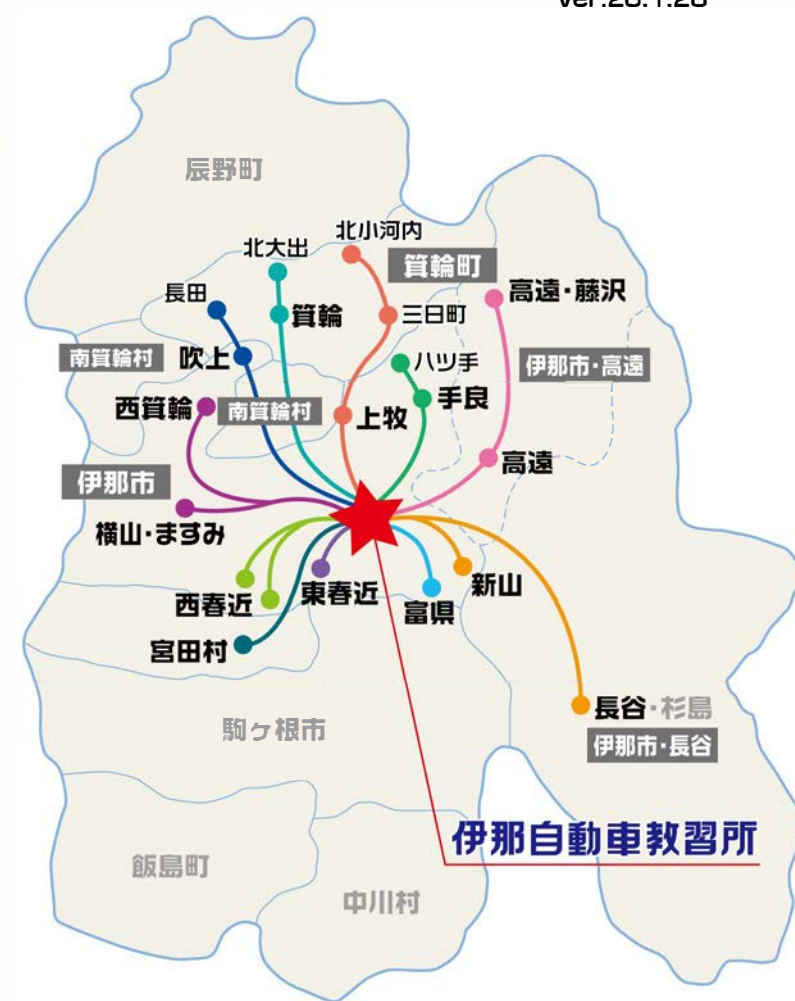 辰野町
北小河内
北大出
箕輪町
高遠・藤沢
長田
箕輪
三日町
南箕輪村
吹上
八ツ手
伊那市・高遠
手良
西箕輪
南箕輪村
上牧
高遠
伊那市
横山・ますみ
新山
東春近
西春近
富県
宮田村
長谷・杉島
駒ヶ根市
伊那市・長谷
伊那自動車教習所
飯島町
中川村